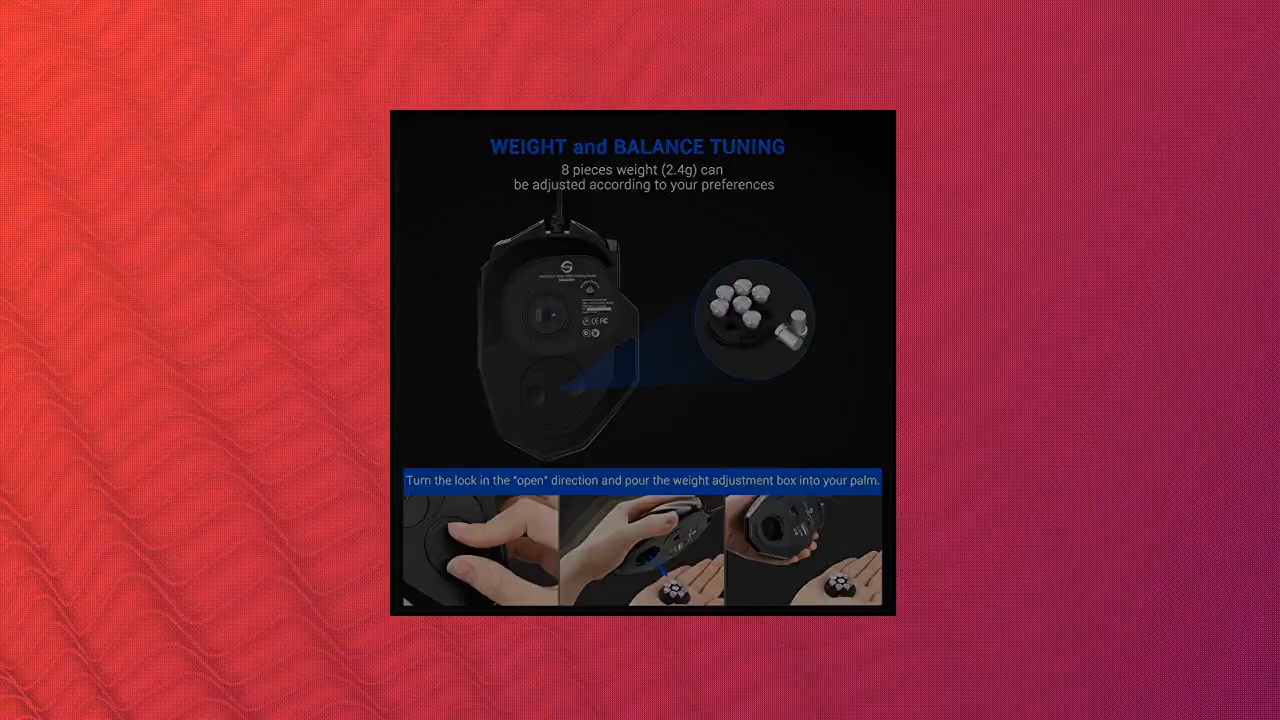 WEIGHT and BALANCE TUNING
8 pieces weight (2.4g) can
be adjusted according to your preferences
Turn the lock in the "open" direction and pour the weight adjustment box into your palm.